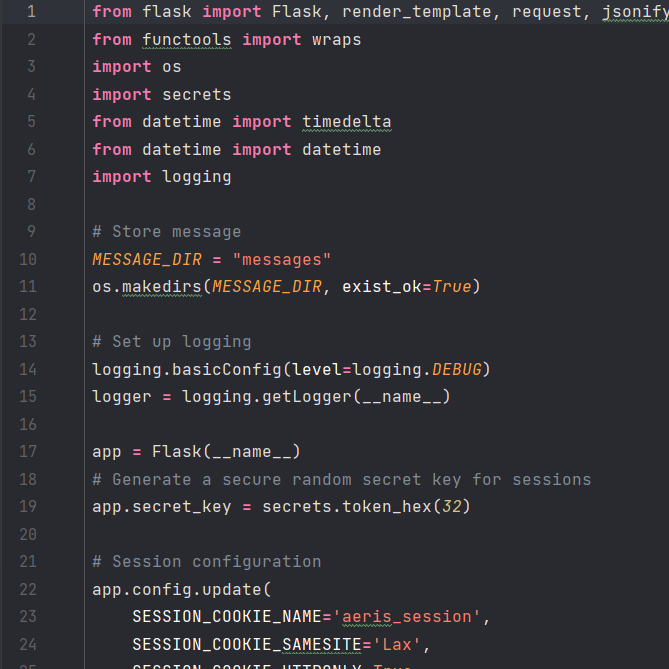 1 from flask import Flask, render_template, request, jsonify
2 from functools import wraps
3 import os
4 import secrets
5 from datetime import timedelta
6 from datetime import datetime
7 import logging
8
9 # Store message
10 MESSAGE_DIR = "messages"
11 os.makedirs(MESSAGE_DIR, exist_ok=True)
12
13 # Set up logging
14 logging.basicConfig(level=logging.DEBUG)
15 logger = logging.getLogger(__name__)
16
17 app = Flask(__name__)
18 # Generate a secure random secret key for sessions
19 app.secret_key = secrets.token_hex(32)
20
21 # Session configuration
22 app.config.update(
23 SESSION_COOKIE_NAME='aeris_session',
24 SESSION_COOKIE_SAMESITE='Lax',
25 SESSION_COOKIE_HTTPONLY=True